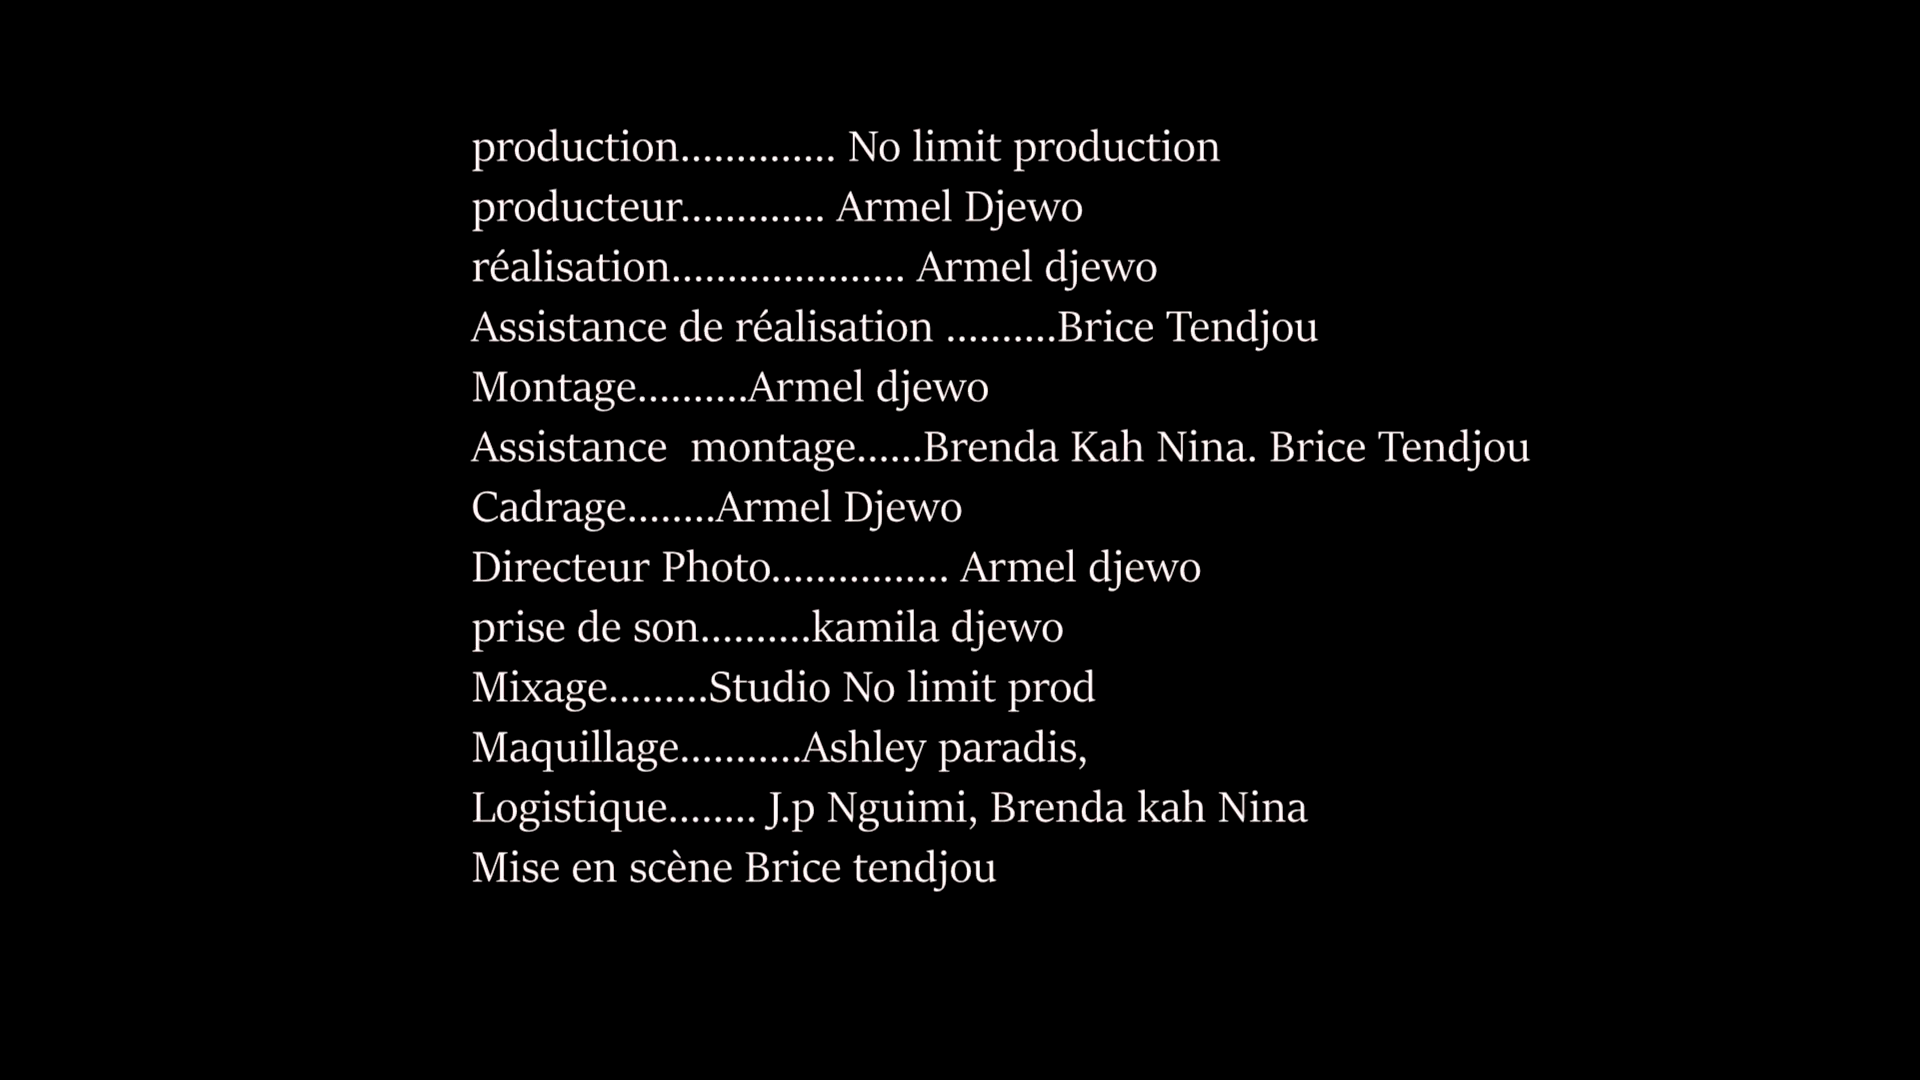 production.............. No limit production
producteur............. Armel Djewo
réalisation..................... Armel djewo
Assistance de réalisation ..........Brice Tendjou
Montage..........Armel djewo
Assistance  montage......Brenda Kah Nina. Brice Tendjou
Cadrage........Armel Djewo
Directeur Photo................ Armel djewo
prise de son..........kamila djewo
Mixage.........Studio No limit prod
Maquillage...........Ashley paradis,
Logistique........ J.p Nguimi, Brenda kah Nina
Mise en scène Brice tendjou